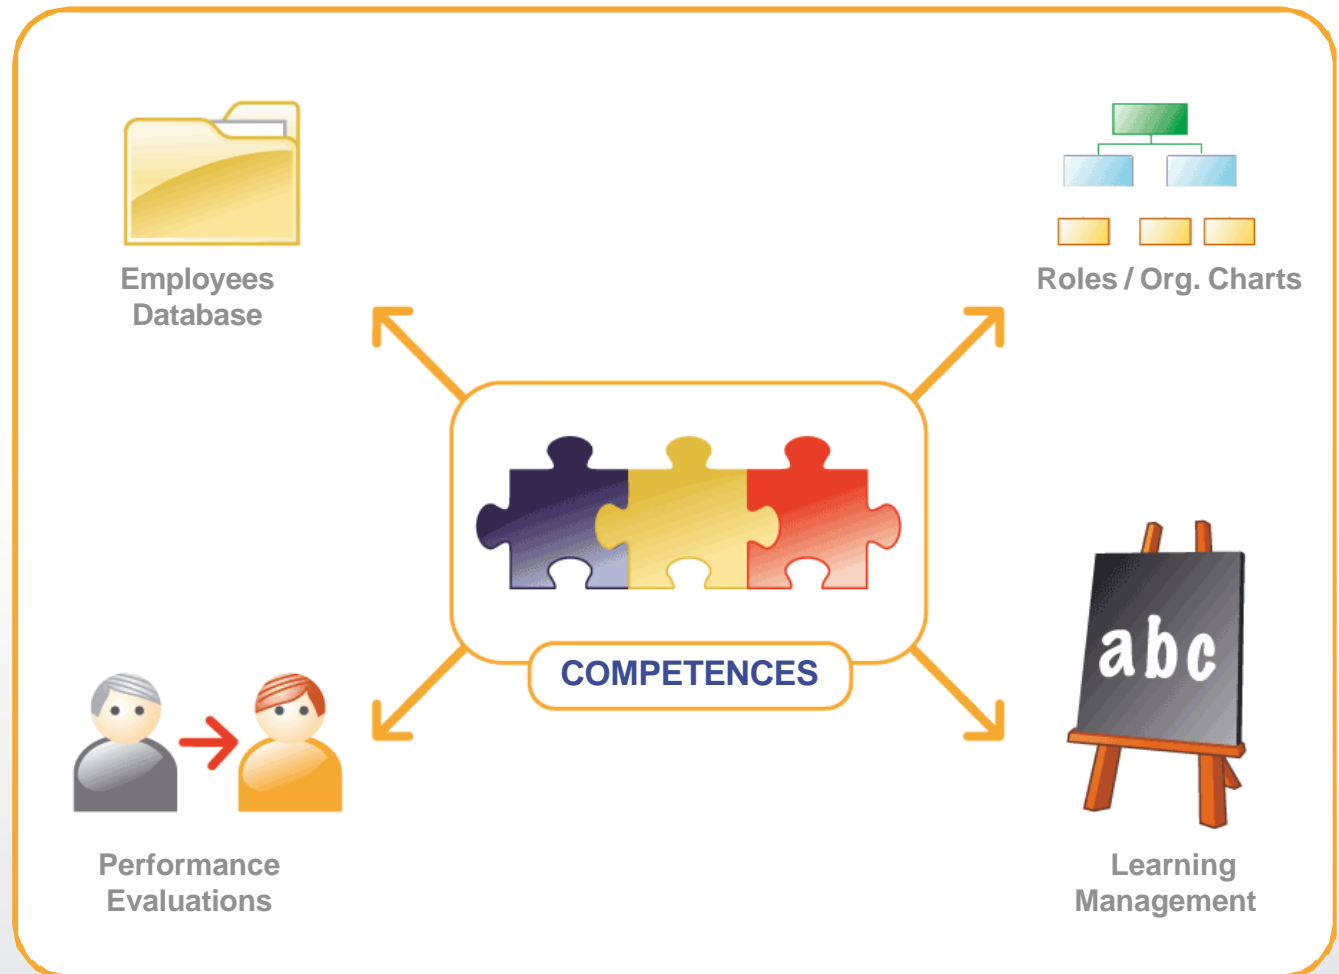 Employees
Database
Roles / Org. Charts
COMPETENCES
abc
Performance
Evaluations
Learning
Management